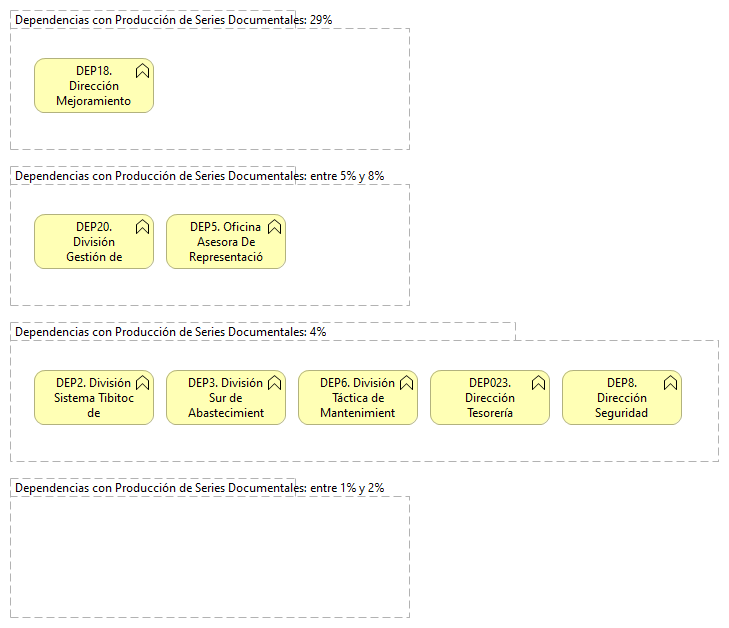 Dependencias con Producción de Series Documentales: 29%
DEP18.
Dirección
Mejoramiento
Dependencias con Producción de Series Documentales: entre 5% y 8%
DEP20.
División
Gestión de
DEP5. Oficina
Asesora De
Representació
Dependencias con Producción de Series Documentales: 4%
DEP2. División
Sistema Tibitoc
de
DEP3. División
Sur de
Abastecimient
DEP6. División
Táctica de
Mantenimient
DEP023.
Dirección
Tesorería
DEP8.
Dirección
Seguridad
Dependencias con Producción de Series Documentales: entre 1% y 2%